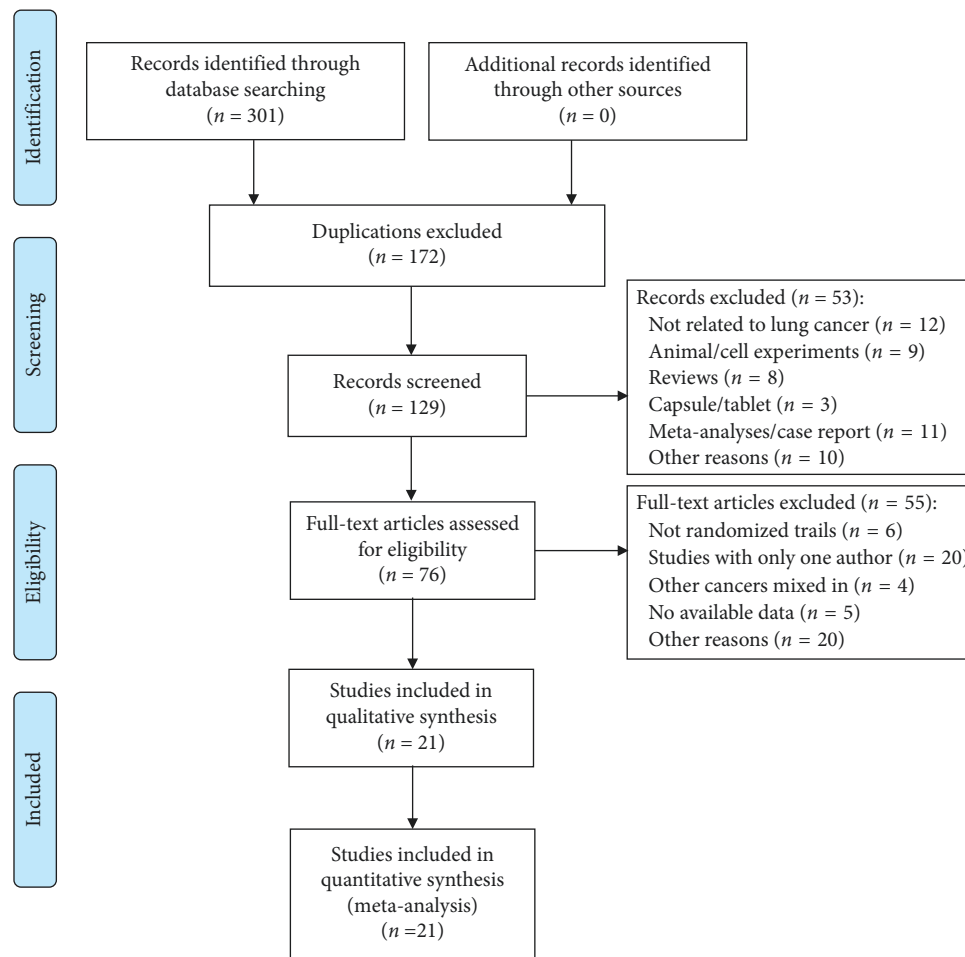 Identification
Records identified through
database searching
(n = 301)
Additional records identified
through other sources
(n = 0)
Duplications excluded
(n = 172)
Screening
Records screened
(n = 129)
Records excluded (n = 53):
Not related to lung cancer (n = 12)
Animal/cell experiments (n = 9)
Reviews (n = 8)
Capsule/tablet (n = 3)
Meta-analyses/case report (n = 11)
Other reasons (n = 10)
Eligibility
Full-text articles assessed
for eligibility
(n = 76)
Full-text articles excluded (n = 55):
Not randomized trails (n = 6)
Studies with only one author (n = 20)
Other cancers mixed in (n = 4)
No available data (n = 5)
Other reasons (n = 20)
Included
Studies included in
qualitative synthesis
(n = 21)
Studies included in
quantitative synthesis
(meta-analysis)
(n =21)